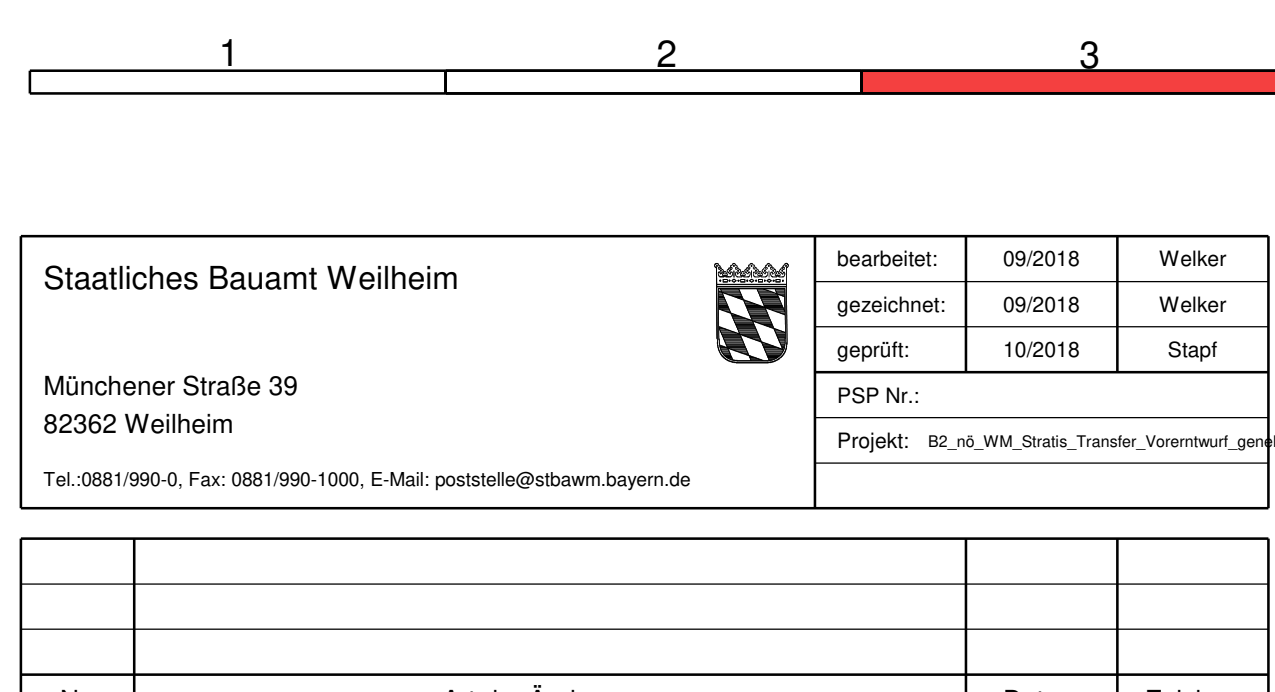 1 2 3
Staatliches Bauamt Weilheim
Münchener Straße 39
82362 Weilheim
Tel.:0881/990-0, Fax: 0881/990-1000, E-Mail: poststelle@stbawm.bayern.de
bearbeitet: 09/2018 Welker
gezeichnet: 09/2018 Welker
geprüft: 10/2018 Stapf
PSP Nr.:
Projekt: B2_nö_WM_Stratis_Transfer_Vorerntwurf_gene